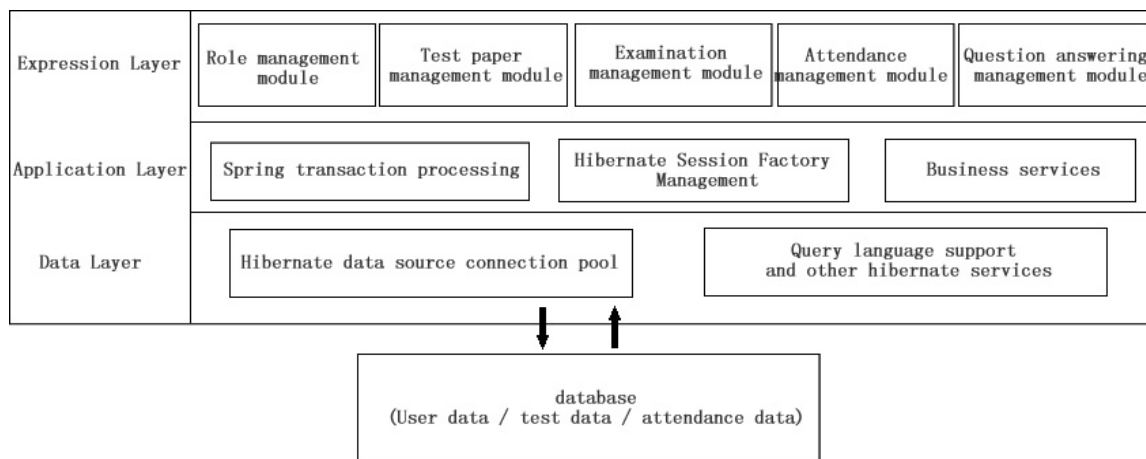 Expression Layer
Role management
module
Test paper
management module
Examination
management module
Attendance
management module
Question answering
management module
Application Layer
Spring transaction processing
Hibernate Session Factory
Management
Business services
Data Layer
Hibernate data source connection pool
Query language support
and other hibernate services
database
(User data / test data / attendance data)